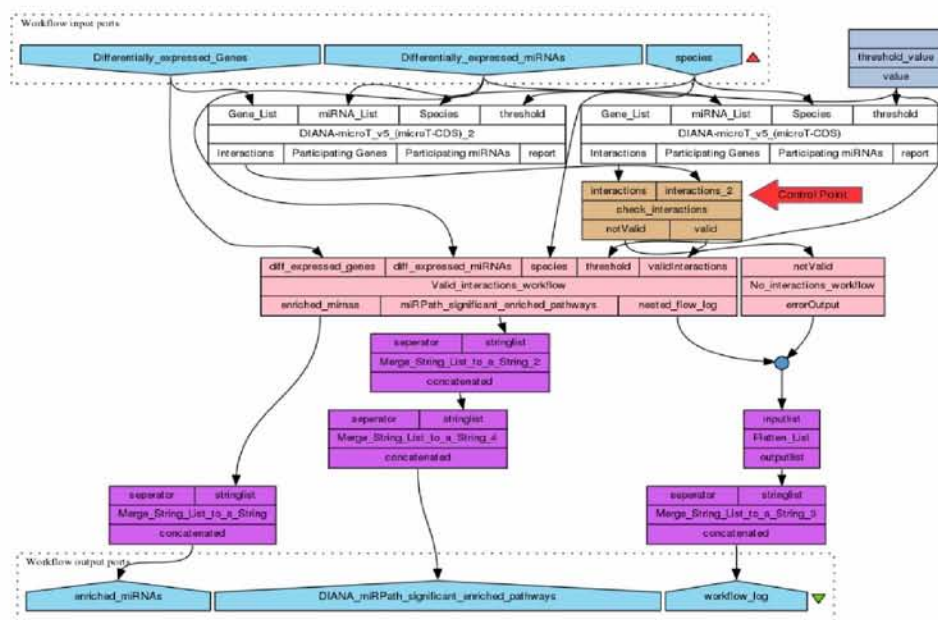 Workflow input ports
Differentially_expressed_Genes Differentially_expressed_miRNAs species
threshold_value
value
Gene_List miRNA_List Species threshold
DIANA-microT_v5_(microT-CDS)_2
Interactions Participating Genes Participating miRNAs report
Gene_List miRNA_List Species threshold
DIANA-microT_v5_(microT-CDS)
Interactions Participating Genes Participating miRNAs report
interactions interactions_2
check_interactions
notValid valid
Control Point
diff_expressed_genes diff_expressed_miRNAs species threshold validInteractions
Valid_interactions_workflow
enriched_mirnas miRPath_significant_enriched_pathways nested_flow_log
notValid
No_interactions_workflow
errorOutput
seperator stringlist
Merge_String_List_to_a_String_2
concatenated
seperator stringlist
Merge_String_List_to_a_String_4
concatenated
inputlist
Flatten_List
outputlist
seperator stringlist
Merge_String_List_to_a_String
concatenated
seperator stringlist
Merge_String_List_to_a_String_3
concatenated
Workflow output ports
enriched_miRNAs DIANA_miRPath_significant_enriched_pathways workflow_log